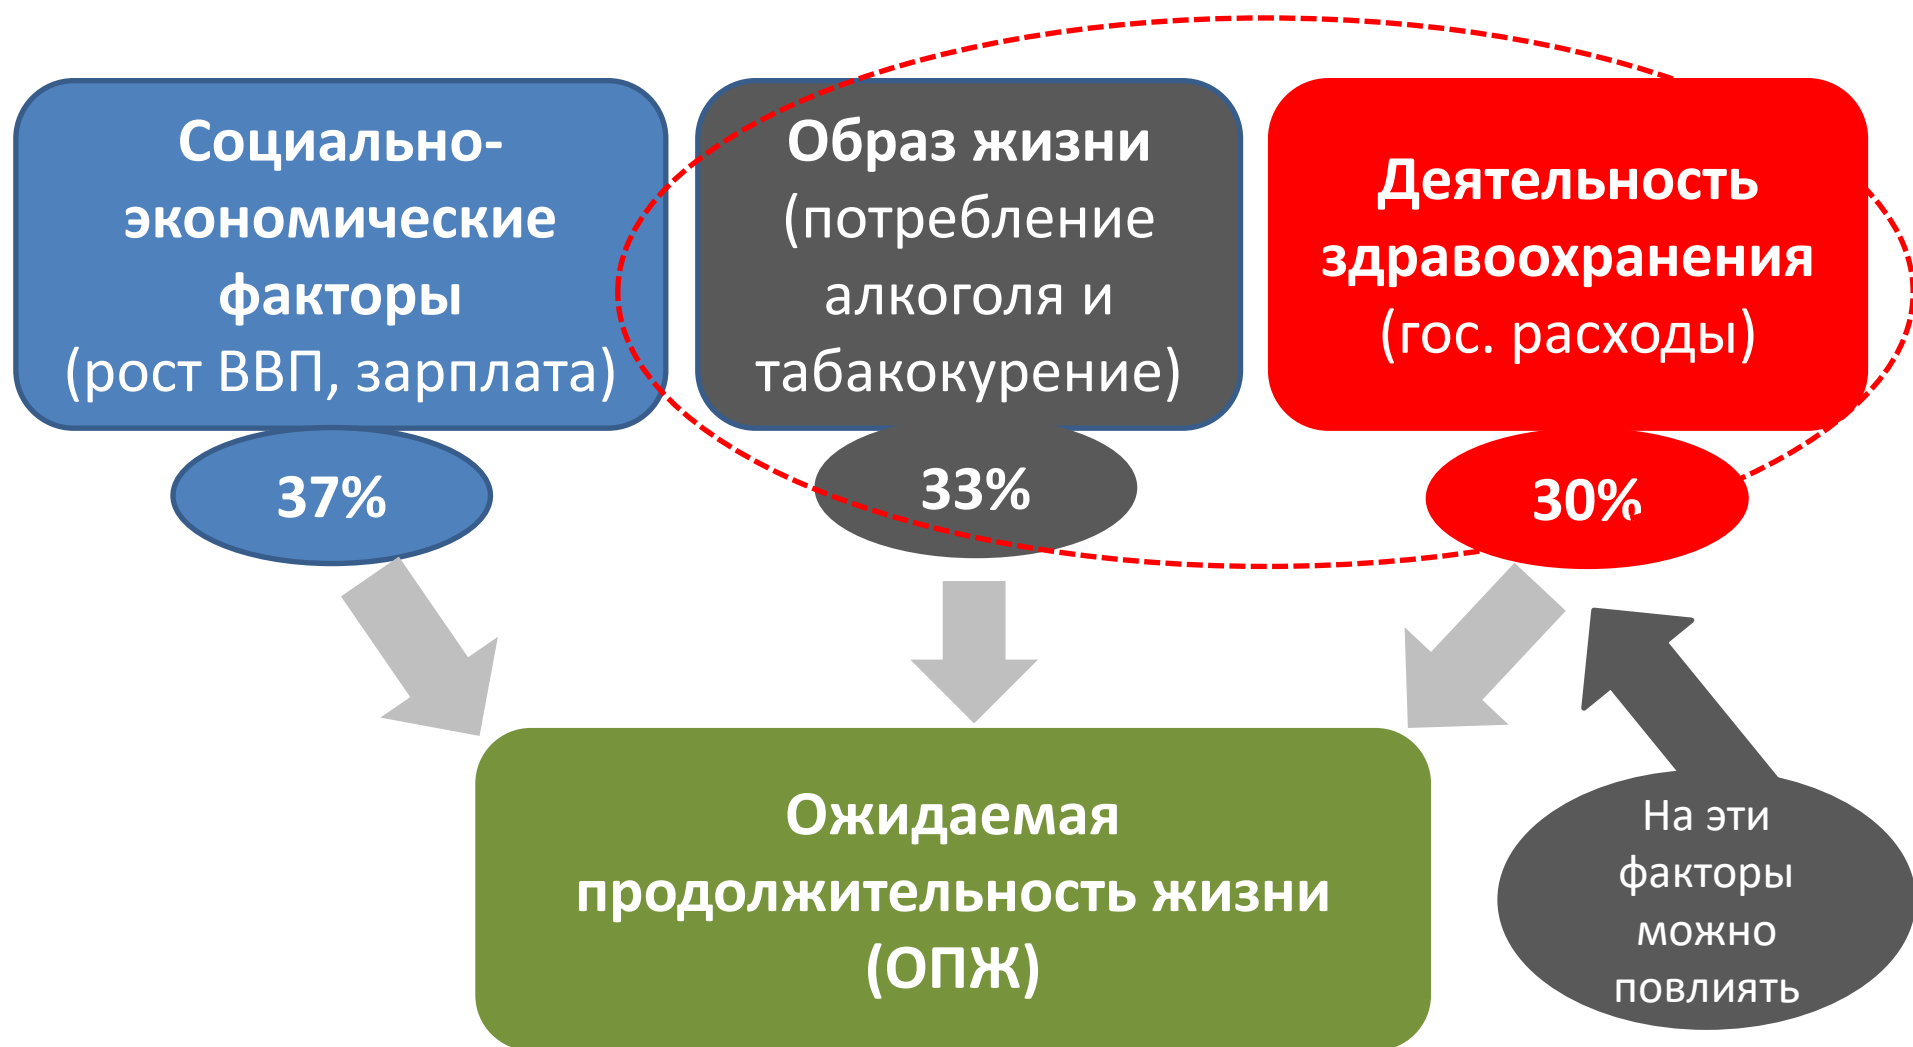 Социально-
экономические
факторы
(рост ВВП, зарплата)
37%
Образ жизни
(потребление
алкоголя и
табакокурение)
33%
Деятельность
здравоохранения
(гос. расходы)
30%
Ожидаемая
продолжительность жизни
(ОПЖ)
На эти
факторы
можно
повлиять